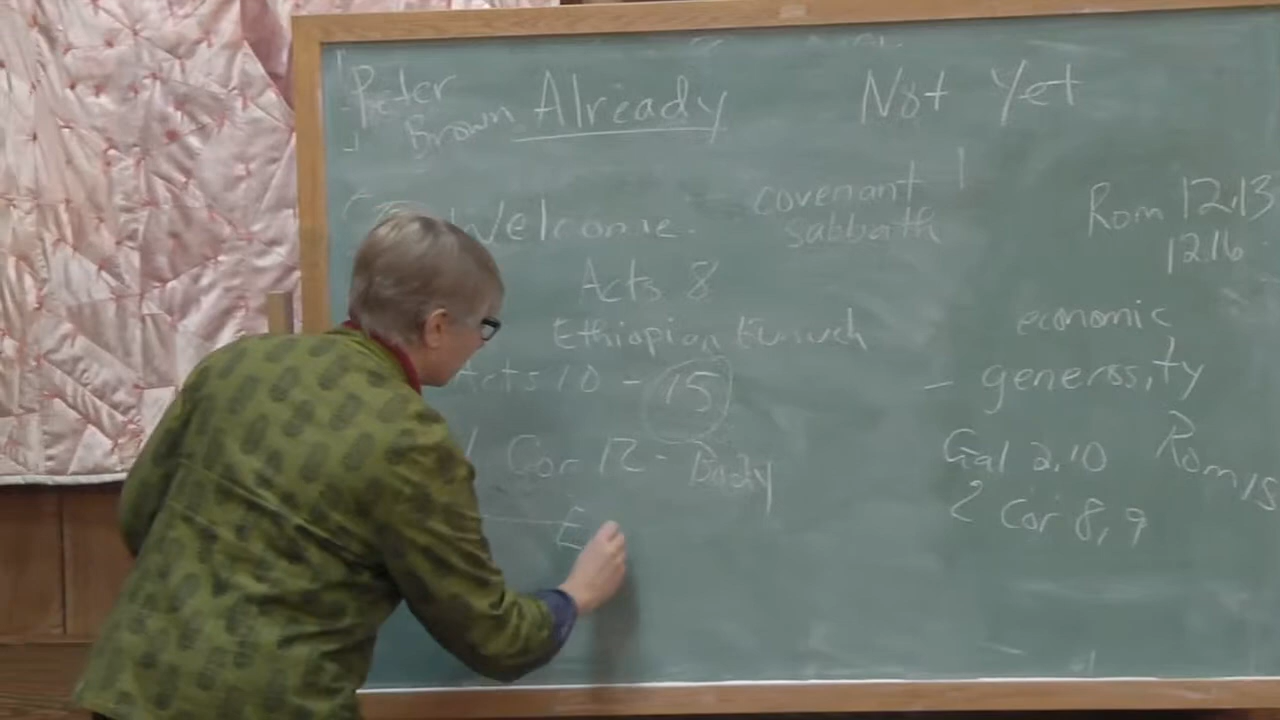 Peter
Brown Already Not Yet
Welcome covenant
sabbath
Rom 12.13
12.16
Acts 8
economic
Ethiopian Eunuch
Acts 10 - 15
- generosity
1 Cor 12 - Body
Gal 2,10 Rom 15
2 Cor 8,9
E